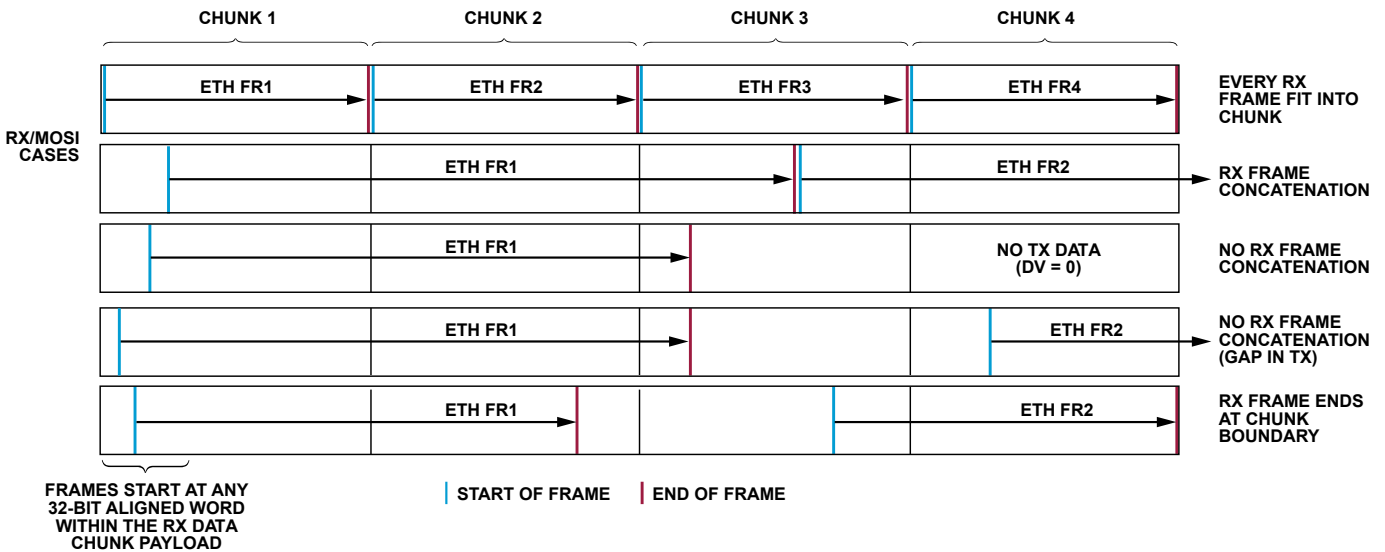 CHUNK 1 CHUNK 2 CHUNK 3 CHUNK 4
RX/MOSI
CASES
ETH FR1 ETH FR2 ETH FR3 ETH FR4
EVERY RX
FRAME FIT INTO
CHUNK
ETH FR1 ETH FR2
RX FRAME
CONCATENATION
ETH FR1
NO TX DATA
(DV = 0)
NO RX FRAME
CONCATENATION
ETH FR1 ETH FR2
NO RX FRAME
CONCATENATION
(GAP IN TX)
ETH FR1 ETH FR2
RX FRAME ENDS
AT CHUNK
BOUNDARY
FRAMES START AT ANY
32-BIT ALIGNED WORD
WITHIN THE RX DATA
CHUNK PAYLOAD
START OF FRAME END OF FRAME